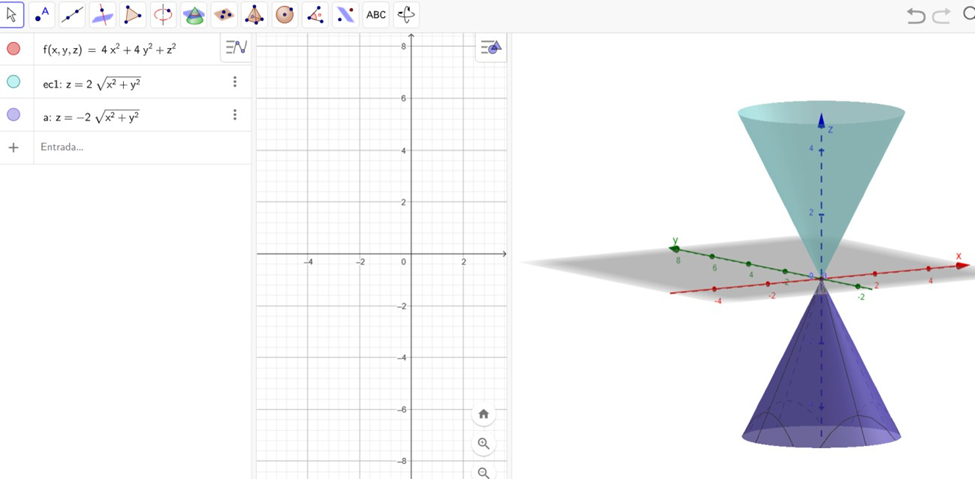 ABC
f(x,y,z) = 4 x² + 4 y² + z²
ec1: z = 2 √(x² + y²)
a: z = −2 √(x² + y²)
Entrada...
8
6
4
2
−4 −2 0 2
−2
−4
−6
−8
z
4
2
y
8 6 4 2 0 -2
x
-4 -2 2 4